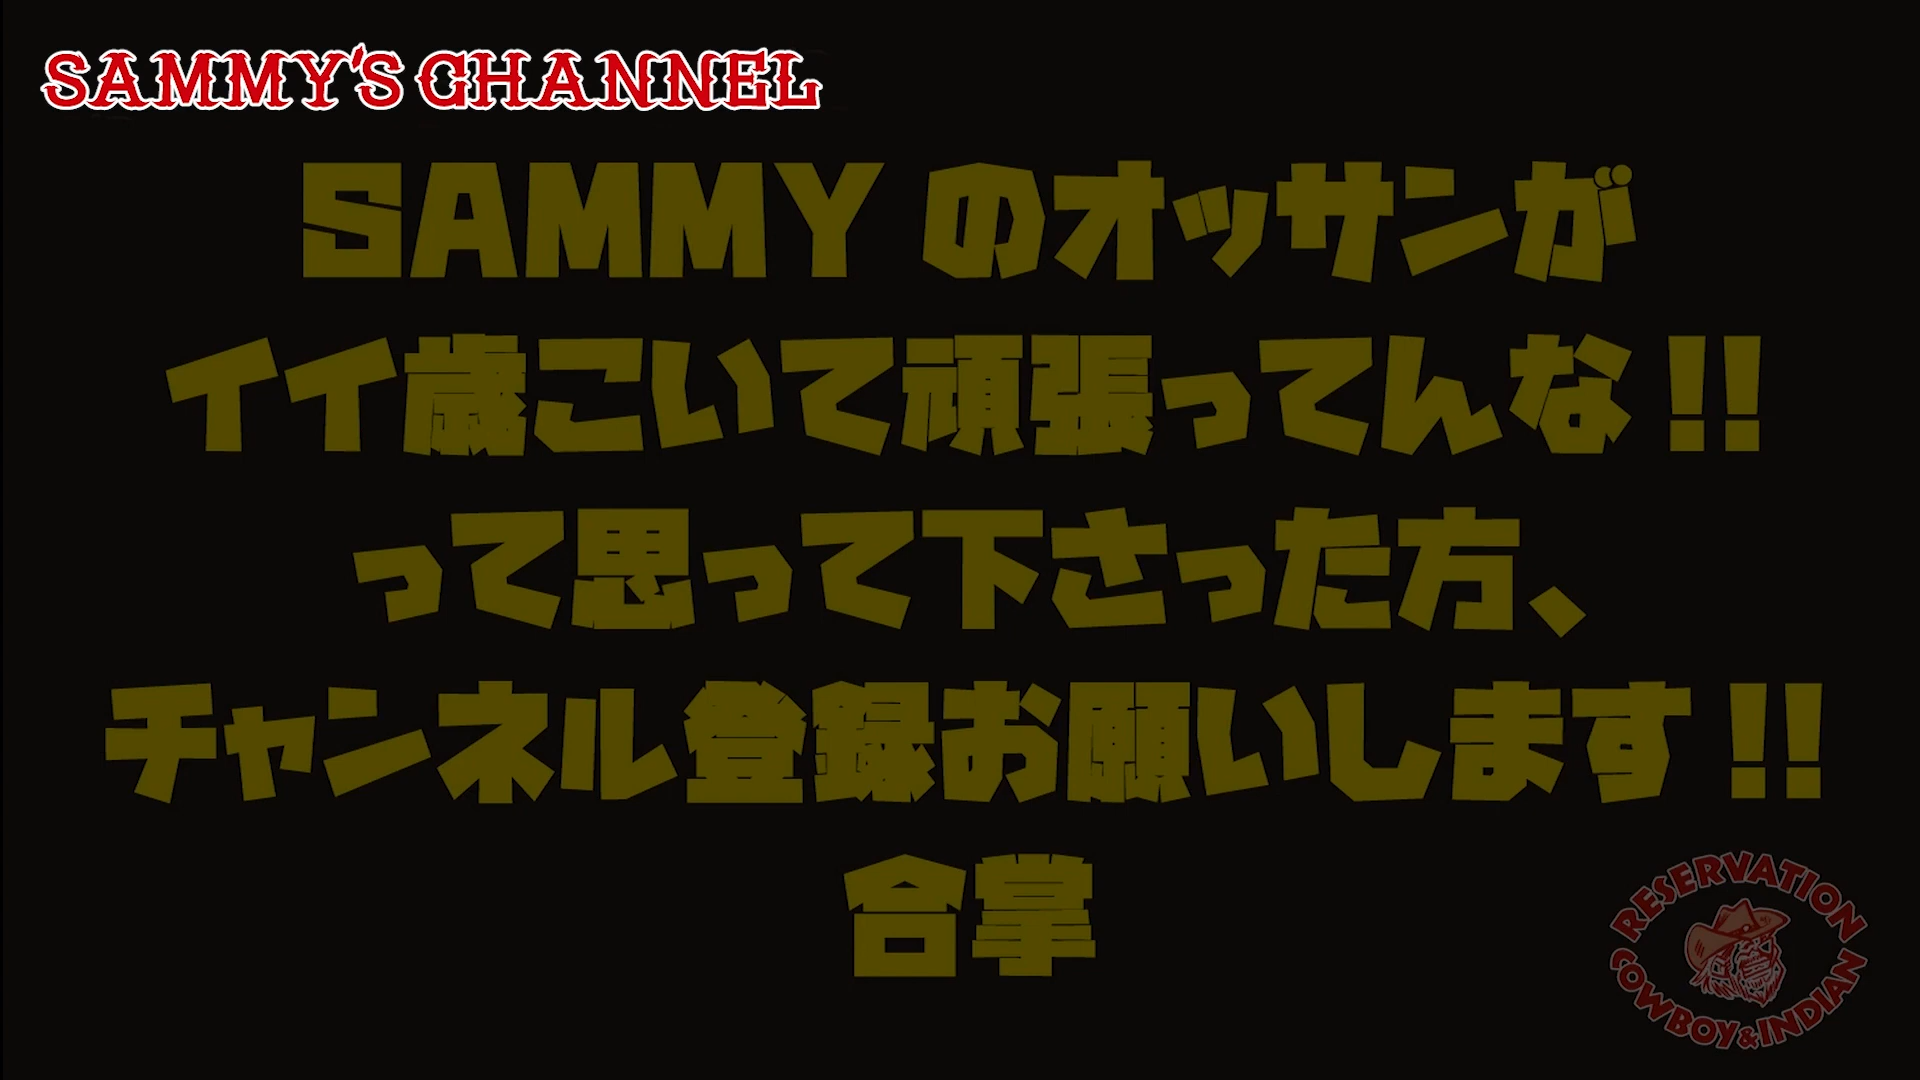 SAMMY'S CHANNEL
SAMMY のオッサンが
イイ歳こいて頑張ってんな!!
って思って下さった方、
チャンネル登録お願いします!!
合掌
RESERVATION
COWBOY & INDIAN